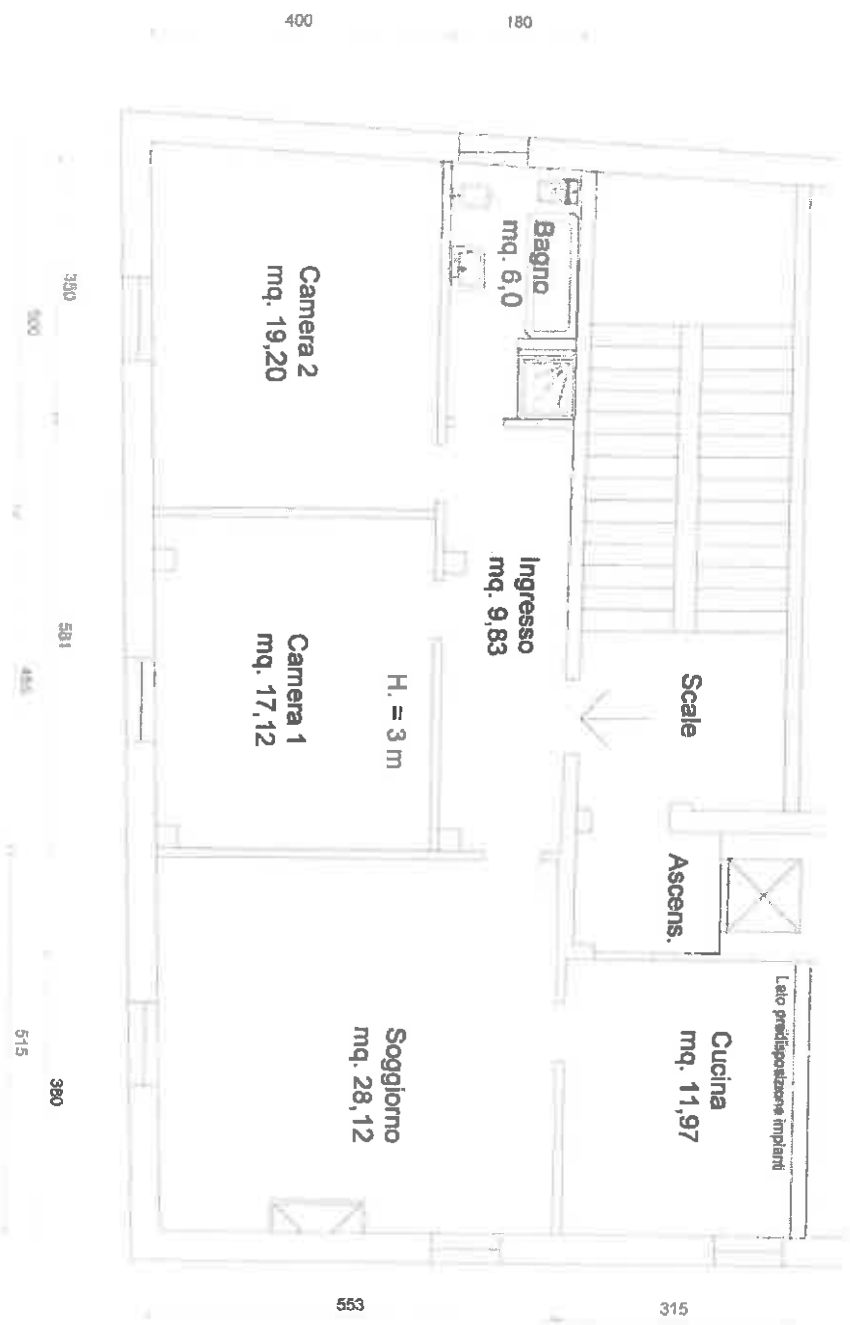 400
180
Bagno
mq. 6,0
Camera 2
mq. 19,20
350
500
Ingresso
mq. 9,83
Scale
Camera 1
mq. 17,12
H. = 3 m
581
485
Ascens.
Lato predisposizione impianti
Cucina
mq. 11,97
Soggiorno
mq. 28,12
515
380
553
315